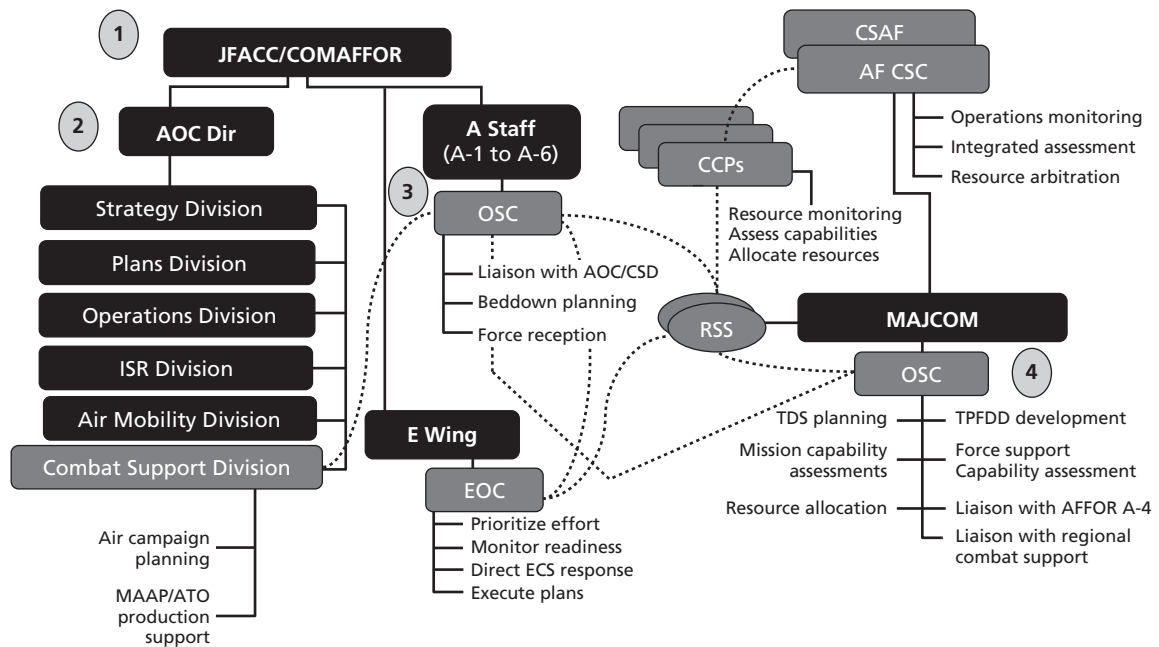 1
JFACC/COMAFFOR
CSAF
AF CSC
Operations monitoring
Integrated assessment
Resource arbitration
2
AOC Dir
A Staff
(A-1 to A-6)
CCPs
Resource monitoring
Assess capabilities
Allocate resources
3
OSC
Liaison with AOC/CSD
Beddown planning
Force reception
Strategy Division
Plans Division
Operations Division
ISR Division
Air Mobility Division
Combat Support Division
Air campaign
planning
MAAP/ATO
production
support
E Wing
EOC
Prioritize effort
Monitor readiness
Direct ECS response
Execute plans
RSS
MAJCOM
OSC
4
TDS planning
Mission capability
assessments
Resource allocation
TPFDD development
Force support
Capability assessment
Liaison with AFFOR A-4
Liaison with regional
combat support